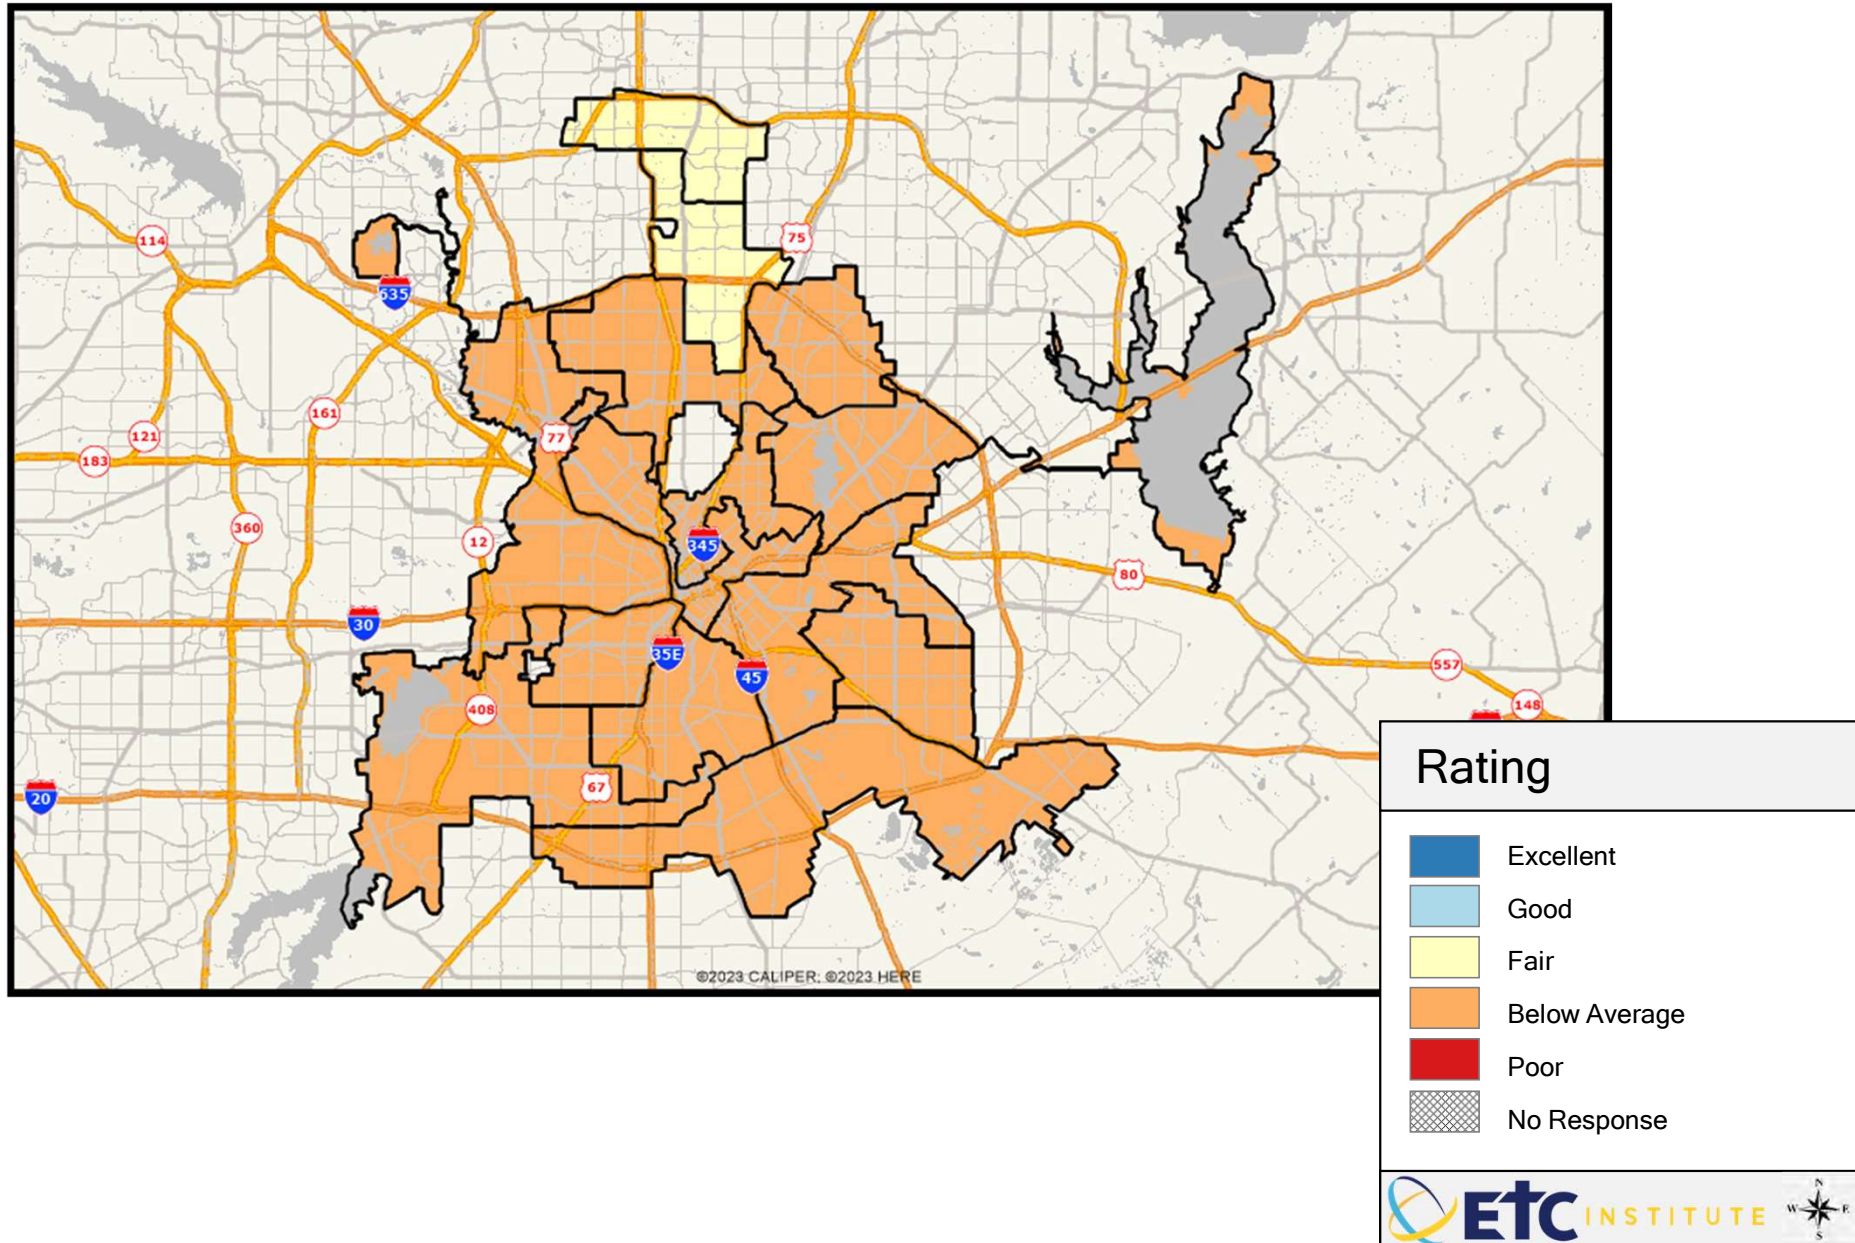 114
75
635
161
121
77
183
360
12
345
80
30
35E
45
557
408
148
67
20
©2023 CALIPER; ©2023 HERE
Rating
Excellent
Good
Fair
Below Average
Poor
No Response
N
W E
S
ETC INSTITUTE